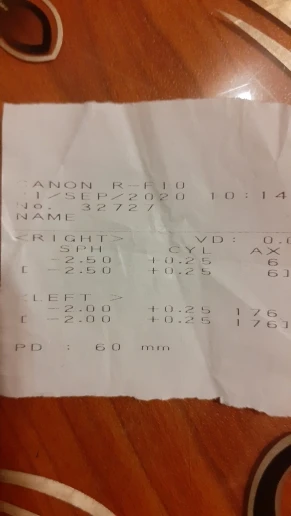 ANON R-F10
1/SEP/2020 10:14
No. 32727
NAME
<RIGHT> VD: 0.
SPH CYL AX
-2.50 +0.25 6
[ -2.50 +0.25 6]
<LEFT >
-2.00 +0.25 176
[ -2.00 +0.25 176]
PD : 60 mm